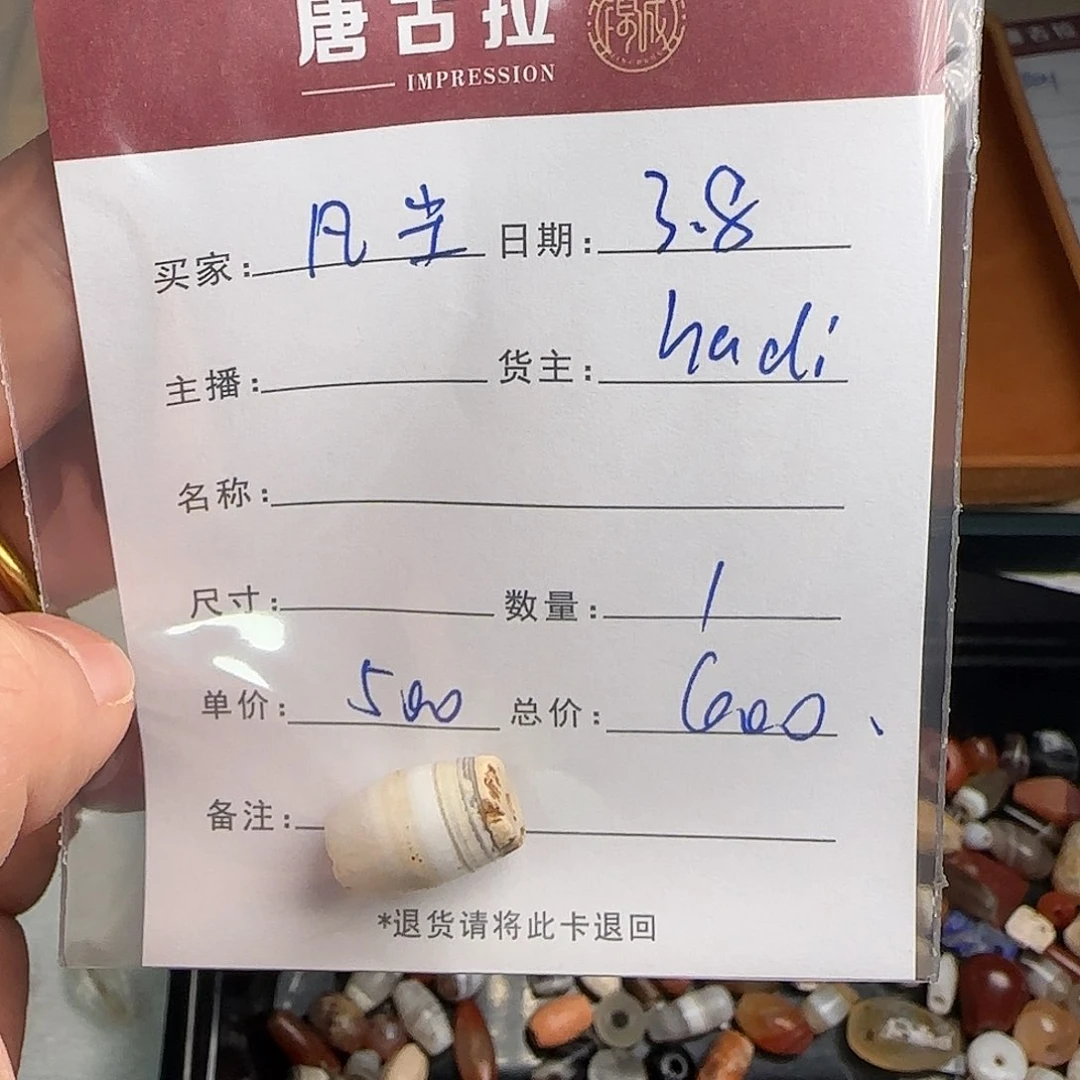 唐古拉
IMPRESSION
买家: 凡尘 日期: 3.8
主播: 货主: hadi
名称:
尺寸: 数量: 1
单价: 500 总价: 600、
备注:
*退货请将此卡退回